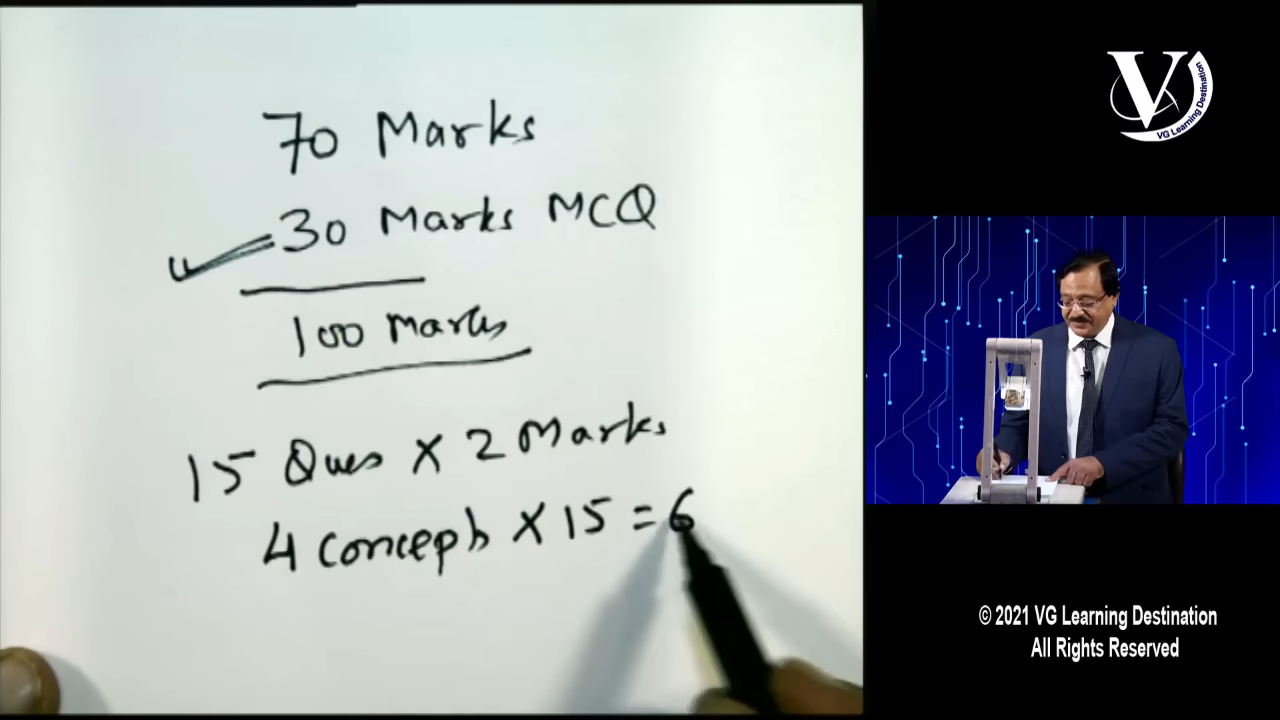 70 Marks
30 Marks MCQ
100 Marks
15 Ques X 2 Marks
4 Concepts X 15 = 6
V
VG Learning Destination
© 2021 VG Learning Destination
All Rights Reserved